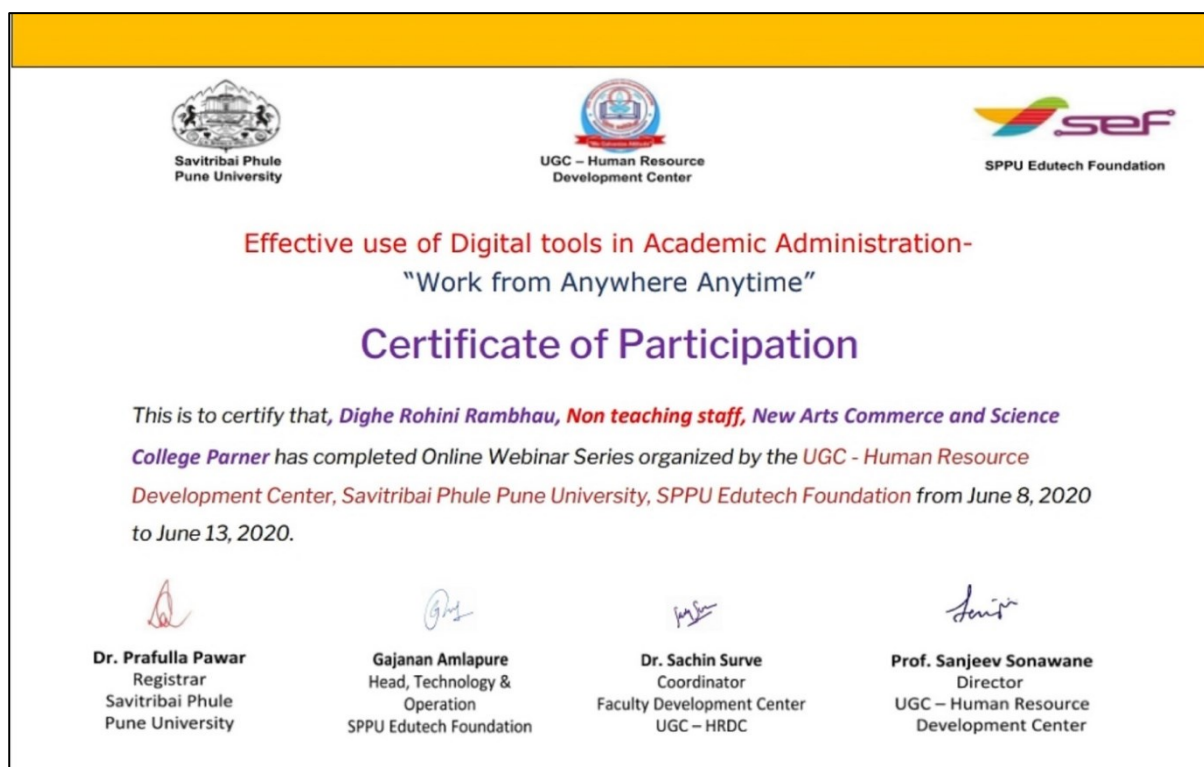 Savitribai Phule
Pune University
UGC – Human Resource
Development Center
sef
SPPU Edutech Foundation
Effective use of Digital tools in Academic Administration-
“Work from Anywhere Anytime”
Certificate of Participation
This is to certify that, Dighe Rohini Rambhau, Non teaching staff, New Arts Commerce and Science
College Parner has completed Online Webinar Series organized by the UGC - Human Resource
Development Center, Savitribai Phule Pune University, SPPU Edutech Foundation from June 8, 2020
to June 13, 2020.
Dr. Prafulla Pawar
Registrar
Savitribai Phule
Pune University
Gajanan Amlapure
Head, Technology &
Operation
SPPU Edutech Foundation
Dr. Sachin Surve
Coordinator
Faculty Development Center
UGC – HRDC
Prof. Sanjeev Sonawane
Director
UGC – Human Resource
Development Center